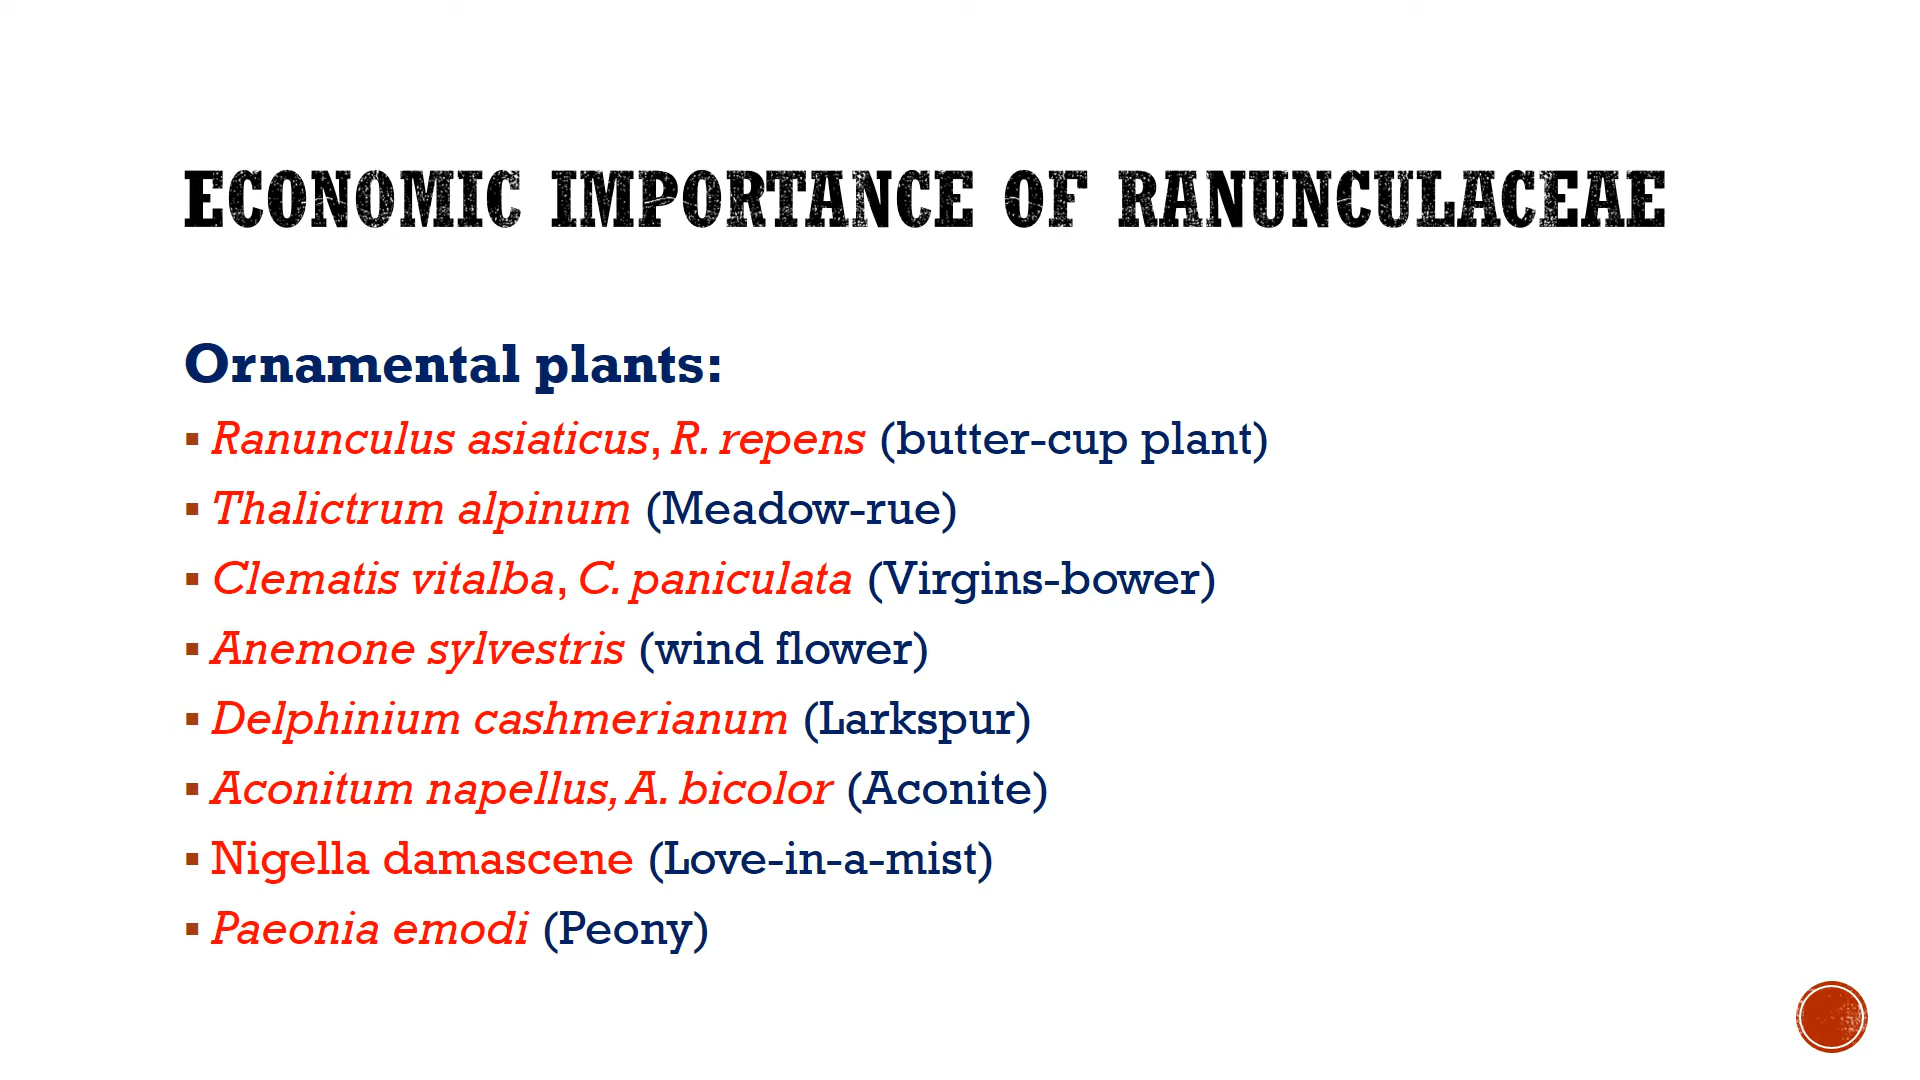 ECONOMIC IMPORTANCE OF RANUNCULACEAE
Ornamental plants:
▪ Ranunculus asiaticus, R. repens (butter-cup plant)
▪ Thalictrum alpinum (Meadow-rue)
▪ Clematis vitalba, C. paniculata (Virgins-bower)
▪ Anemone sylvestris (wind flower)
▪ Delphinium cashmerianum (Larkspur)
▪ Aconitum napellus, A. bicolor (Aconite)
▪ Nigella damascene (Love-in-a-mist)
▪ Paeonia emodi (Peony)